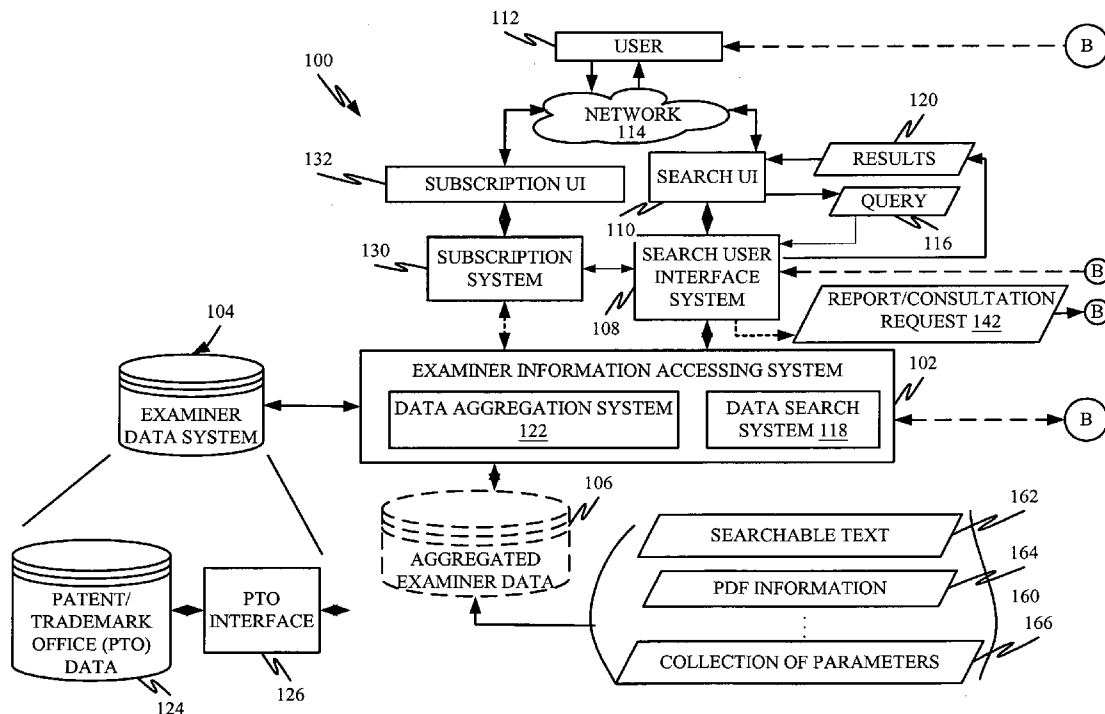 112
USER
B
100
NETWORK
114
120
RESULTS
132
SUBSCRIPTION UI
SEARCH UI
QUERY
110
116
130
SUBSCRIPTION
SYSTEM
SEARCH USER
INTERFACE
SYSTEM
B
108
REPORT/CONSULTATION
REQUEST 142
B
104
EXAMINER
DATA SYSTEM
EXAMINER INFORMATION ACCESSING SYSTEM
102
DATA AGGREGATION SYSTEM
122
DATA SEARCH
SYSTEM 118
B
106
AGGREGATED
EXAMINER DATA
162
SEARCHABLE TEXT
164
PDF INFORMATION
160
166
COLLECTION OF PARAMETERS
PATENT/
TRADEMARK
OFFICE (PTO)
DATA
124
PTO
INTERFACE
126